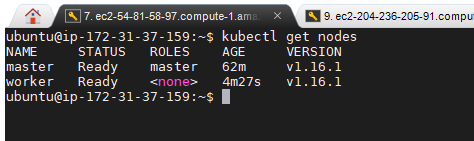 7. ec2-54-81-58-97.compute-1.ama
9. ec2-204-236-205-91.comput
ubuntu@ip-172-31-37-159:~$ kubectl get nodes
NAME STATUS ROLES AGE VERSION
master Ready master 62m v1.16.1
worker Ready <none> 4m27s v1.16.1
ubuntu@ip-172-31-37-159:~$